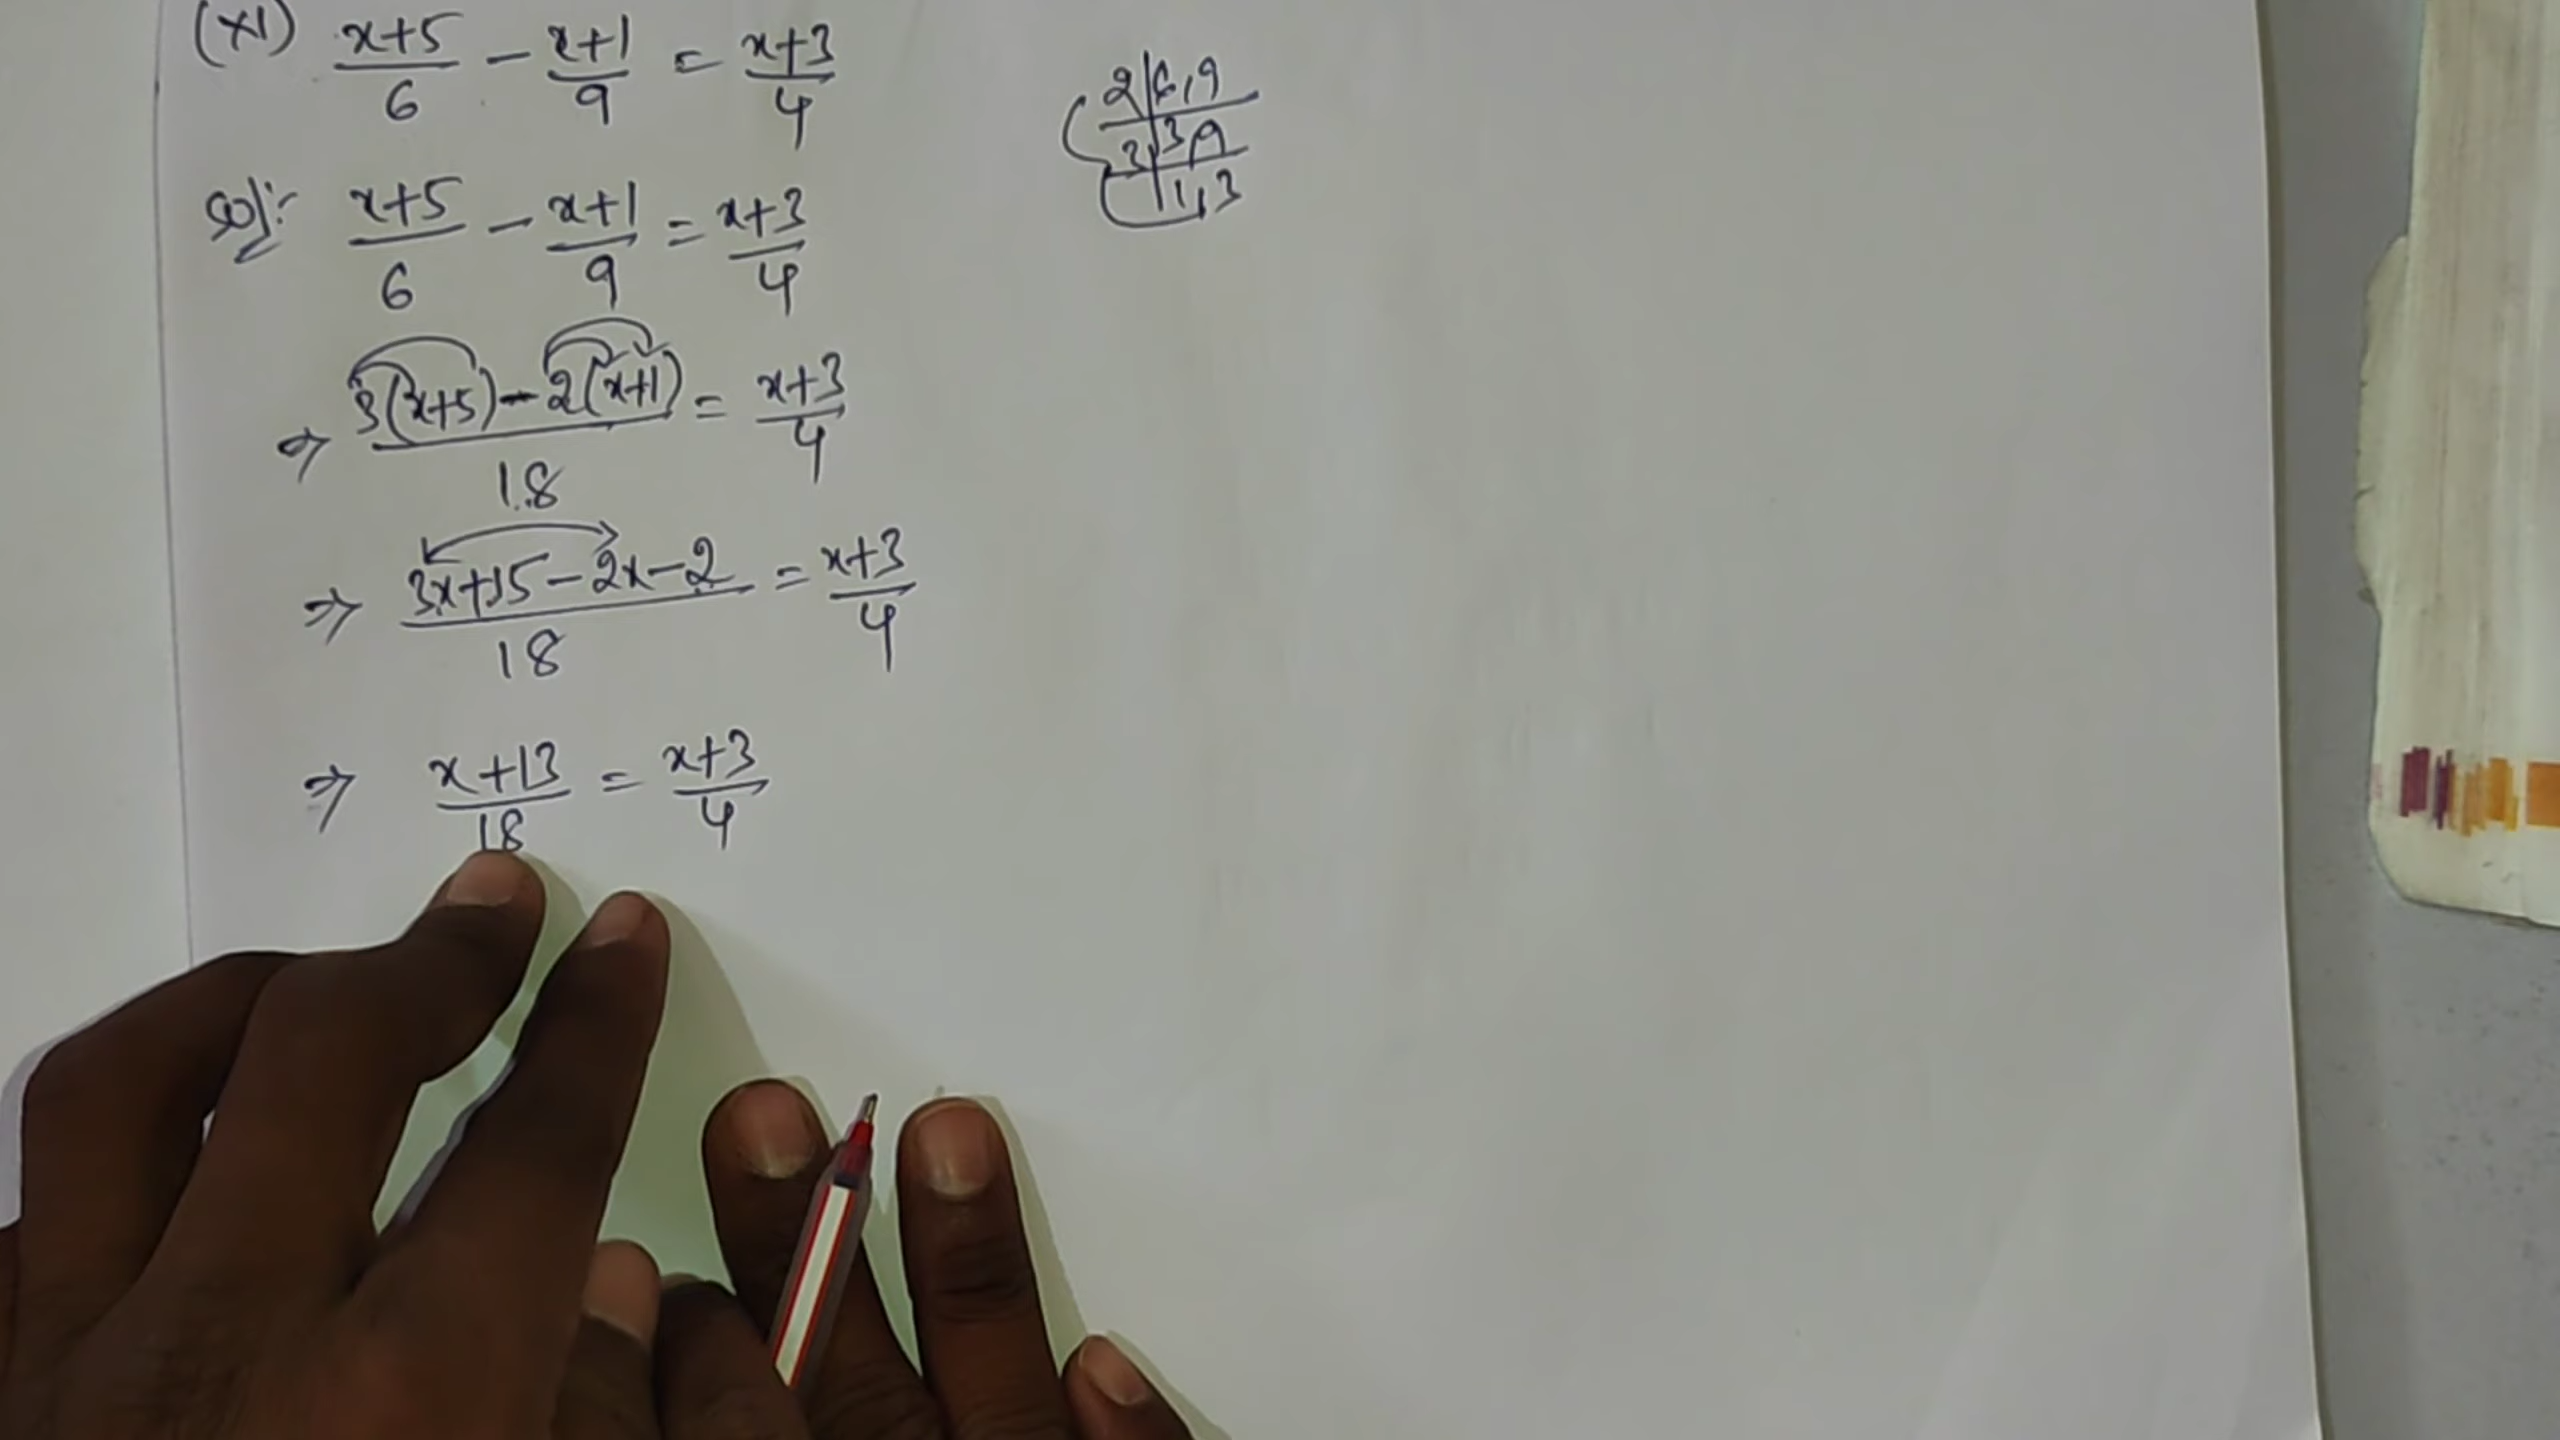 (XI) x+5/6 - x+1/9 = x+3/4
Sol:- x+5/6 - x+1/9 = x+3/4
⇒ 3(x+5)-2(x+1)/18 = x+3/4
⇒ 3x+15-2x-2/18 = x+3/4
⇒ x+13/18 = x+3/4
2|6,9
3|3,9
|1,3